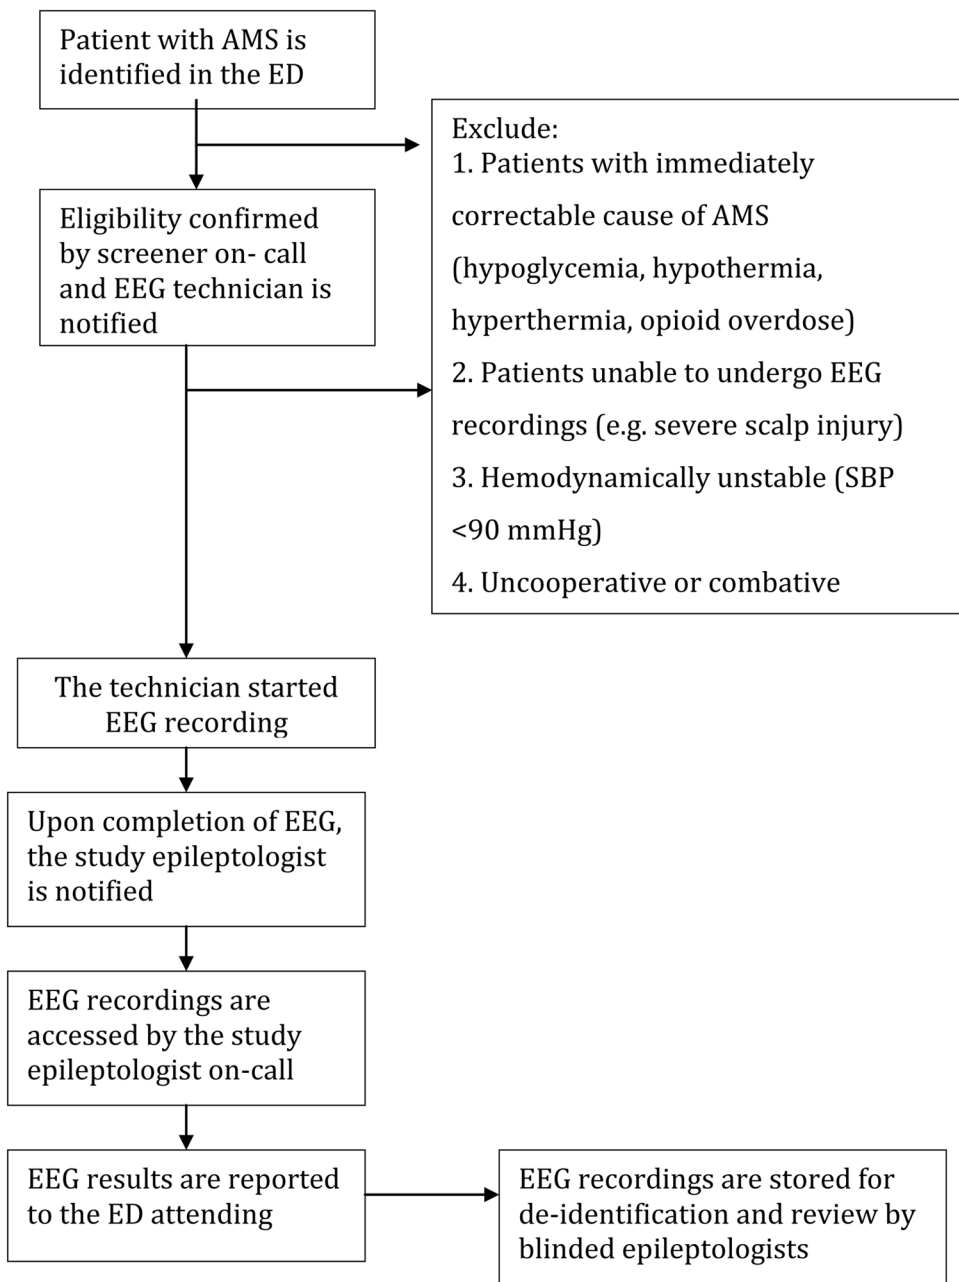 Patient with AMS is
identified in the ED
Exclude:
1. Patients with immediately
correctable cause of AMS
(hypoglycemia, hypothermia,
hyperthermia, opioid overdose)
2. Patients unable to undergo EEG
recordings (e.g. severe scalp injury)
3. Hemodynamically unstable (SBP
<90 mmHg)
4. Uncooperative or combative
Eligibility confirmed
by screener on- call
and EEG technician is
notified
The technician started
EEG recording
Upon completion of EEG,
the study epileptologist
is notified
EEG recordings are
accessed by the study
epileptologist on-call
EEG results are reported
to the ED attending
EEG recordings are stored for
de-identification and review by
blinded epileptologists